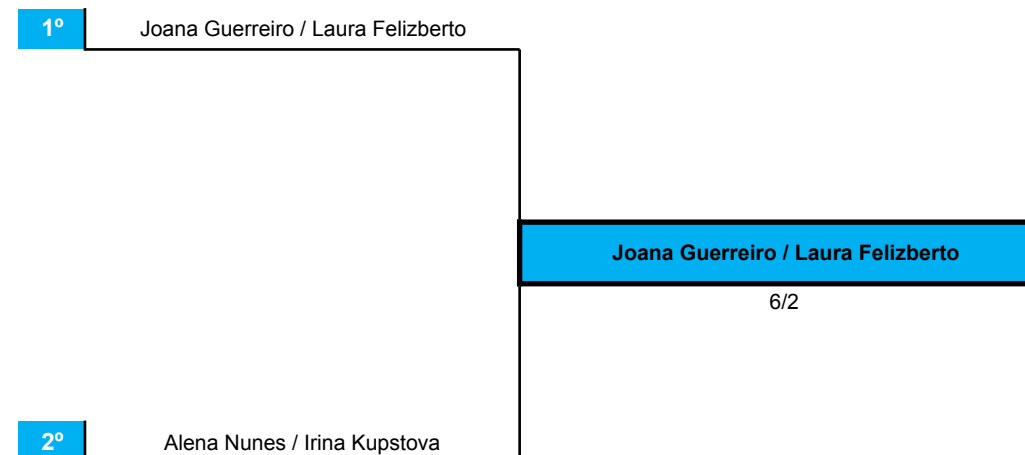 1º Joana Guerreiro / Laura Felizberto
Joana Guerreiro / Laura Felizberto
6/2
2º Alena Nunes / Irina Kupstova